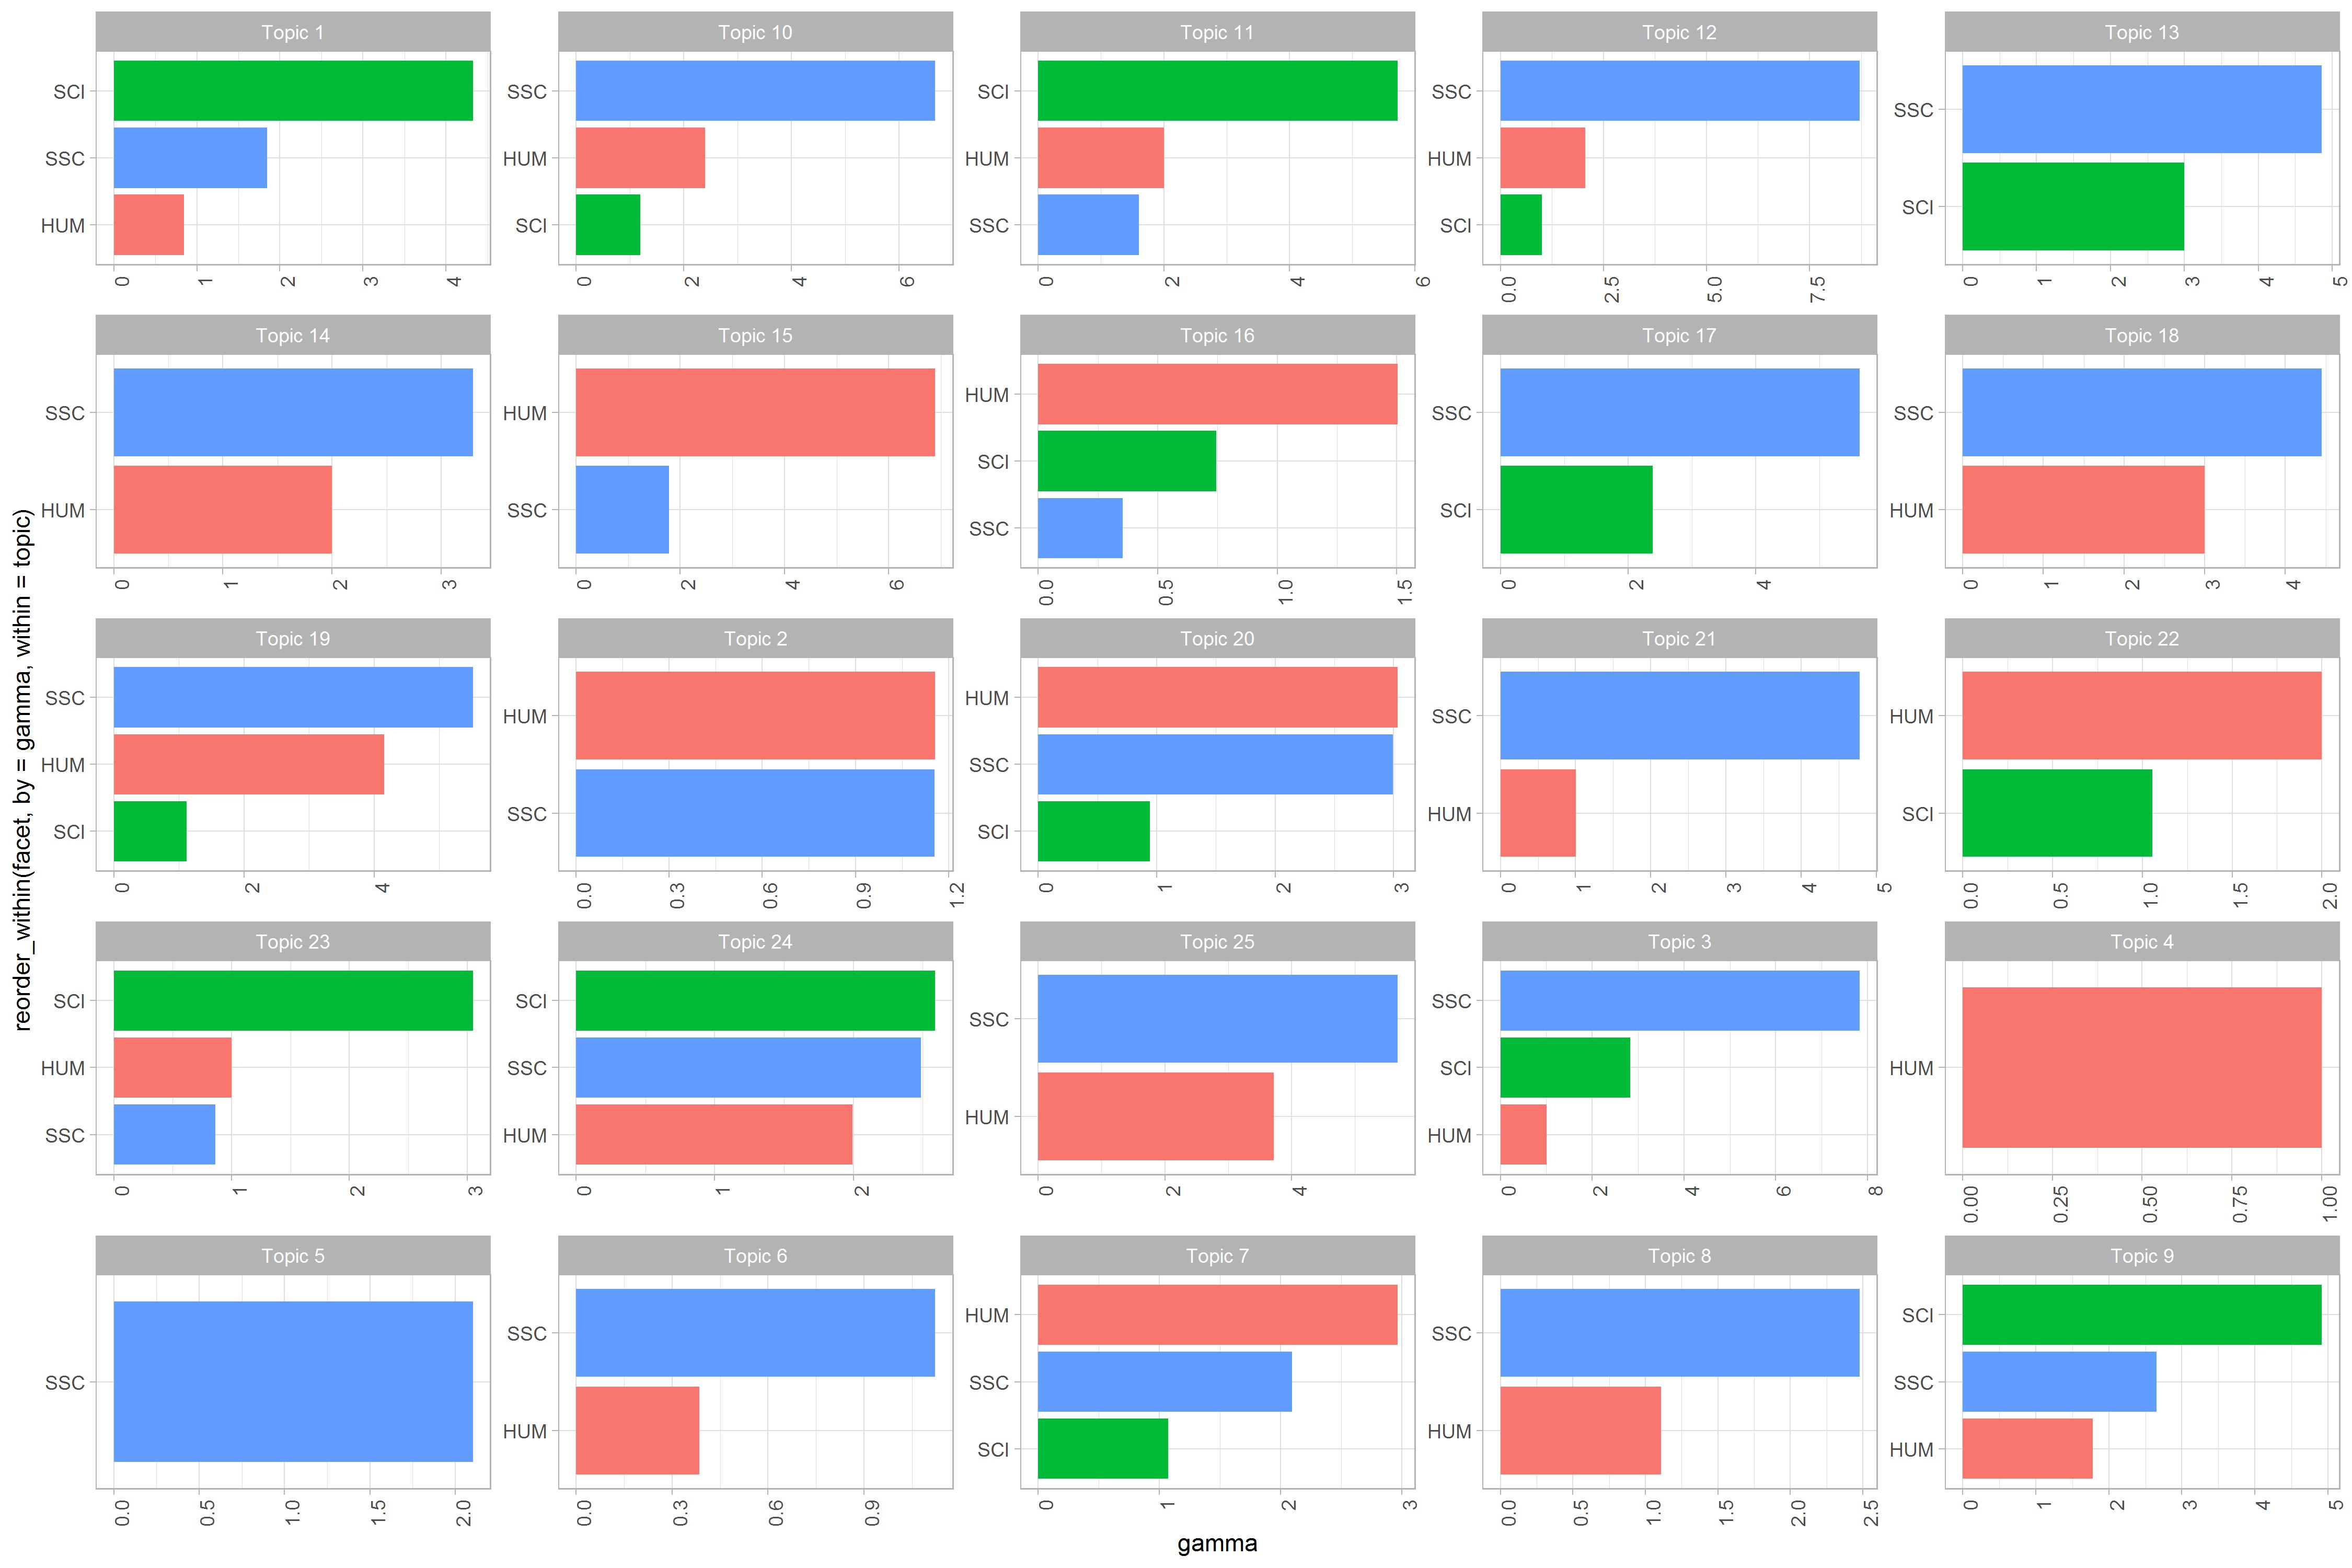 Topic 1 Topic 10 Topic 11 Topic 12 Topic 13
SCI SSC SCI SSC SSC
SSC HUM HUM HUM SCI
HUM SCI SSC SCI
0 1 2 3 4 0 2 4 6 0 2 4 6 0.0 2.5 5.0 7.5 0 1 2 3 4 5
Topic 14 Topic 15 Topic 16 Topic 17 Topic 18
SSC HUM HUM SSC SSC
HUM SSC SCI SCI HUM
SSC
0 1 2 3 0 2 4 6 0.0 0.5 1.0 1.5 0 2 4 0 1 2 3 4
reorder_within(facet, by = gamma, within = topic)
Topic 19 Topic 2 Topic 20 Topic 21 Topic 22
SSC HUM HUM SSC HUM
HUM SSC SSC HUM SCI
SCI SCI
0 2 4 0.0 0.3 0.6 0.9 1.2 0 1 2 3 0 1 2 3 4 5 0.0 0.5 1.0 1.5 2.0
Topic 23 Topic 24 Topic 25 Topic 3 Topic 4
SCI SCI SSC SSC HUM
HUM SSC HUM SCI
SSC HUM HUM
0 1 2 3 0 1 2 0 2 4 0 2 4 6 8 0.00 0.25 0.50 0.75 1.00
Topic 5 Topic 6 Topic 7 Topic 8 Topic 9
SSC SSC HUM SSC SCI
HUM SSC HUM SSC
SCI HUM
0.0 0.5 1.0 1.5 2.0 0.0 0.3 0.6 0.9 0 1 2 3 0.0 0.5 1.0 1.5 2.0 2.5 0 1 2 3 4 5
gamma